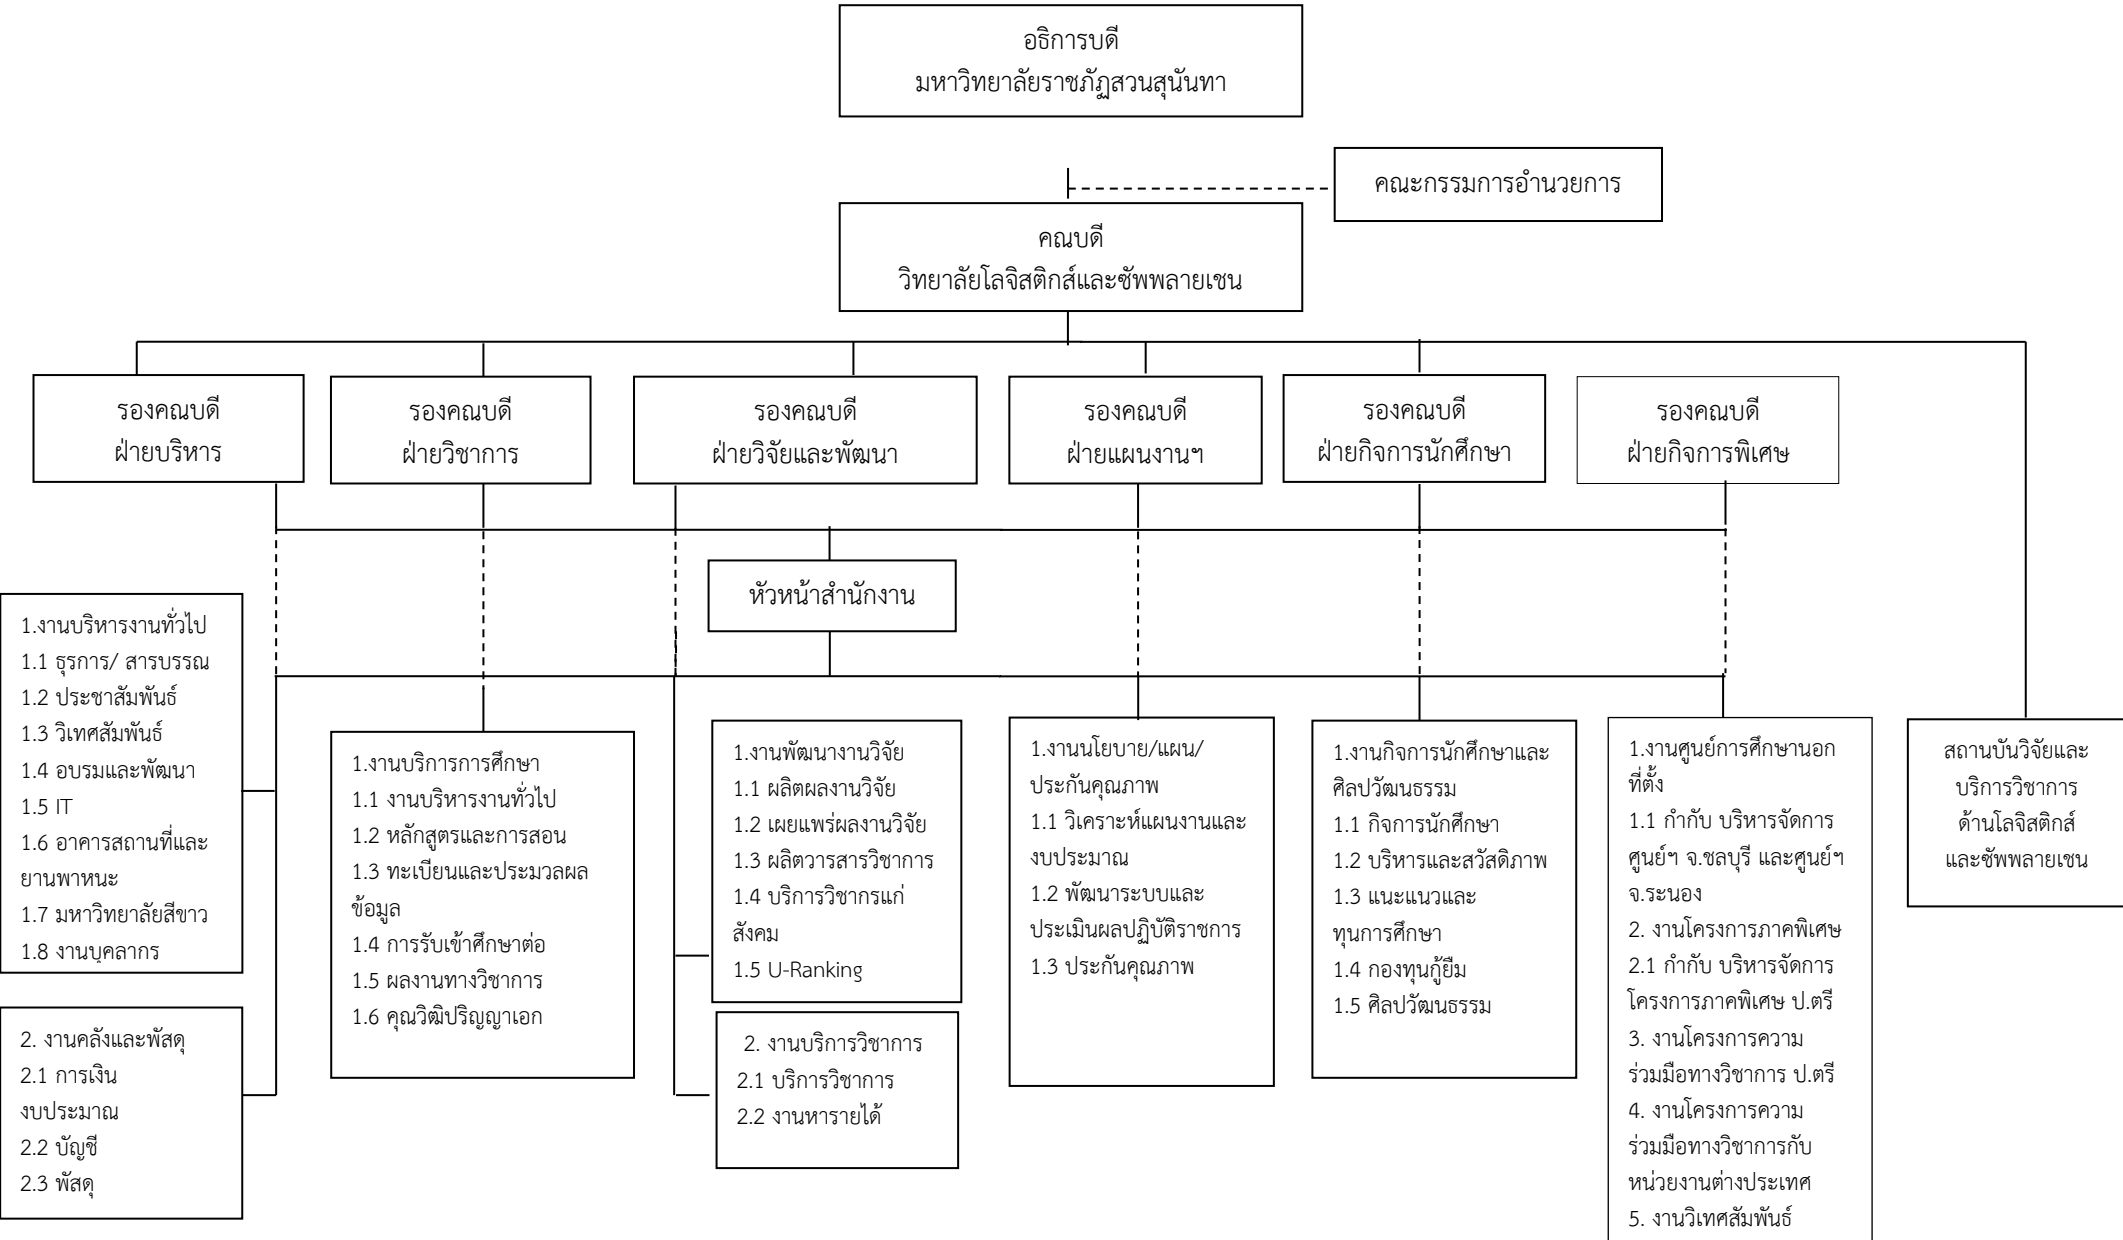 อธิการบดี
มหาวิทยาลัยราชภัฏสวนสุนันทา
คณะกรรมการอำนวยการ
คณบดี
วิทยาลัยโลจิสติกส์และซัพพลายเชน
รองคณบดี
ฝ่ายบริหาร
รองคณบดี
ฝ่ายวิชาการ
รองคณบดี
ฝ่ายวิจัยและพัฒนา
รองคณบดี
ฝ่ายแผนงานฯ
รองคณบดี
ฝ่ายกิจการนักศึกษา
รองคณบดี
ฝ่ายกิจการพิเศษ
หัวหน้าสำนักงาน
1.งานบริหารงานทั่วไป
1.1 ธุรการ/ สารบรรณ
1.2 ประชาสัมพันธ์
1.3 วิเทศสัมพันธ์
1.4 อบรมและพัฒนา
1.5 IT
1.6 อาคารสถานที่และ
ยานพาหนะ
1.7 มหาวิทยาลัยสีขาว
1.8 งานบุคลากร
2. งานคลังและพัสดุ
2.1 การเงิน
งบประมาณ
2.2 บัญชี
2.3 พัสดุ
1.งานบริการการศึกษา
1.1 งานบริหารงานทั่วไป
1.2 หลักสูตรและการสอน
1.3 ทะเบียนและประมวลผล
ข้อมูล
1.4 การรับเข้าศึกษาต่อ
1.5 ผลงานทางวิชาการ
1.6 คุณวิฒิปริญญาเอก
1.งานพัฒนางานวิจัย
1.1 ผลิตผลงานวิจัย
1.2 เผยแพร่ผลงานวิจัย
1.3 ผลิตวารสารวิชาการ
1.4 บริการวิชากรแก่
สังคม
1.5 U-Ranking
2. งานบริการวิชาการ
2.1 บริการวิชาการ
2.2 งานหารายได้
1.งานนโยบาย/แผน/
ประกันคุณภาพ
1.1 วิเคราะห์แผนงานและ
งบประมาณ
1.2 พัฒนาระบบและ
ประเมินผลปฏิบัติราชการ
1.3 ประกันคุณภาพ
1.งานกิจการนักศึกษาและ
ศิลปวัฒนธรรม
1.1 กิจการนักศึกษา
1.2 บริหารและสวัสดิภาพ
1.3 แนะแนวและ
ทุนการศึกษา
1.4 กองทุนกู้ยืม
1.5 ศิลปวัฒนธรรม
1.งานศูนย์การศึกษานอก
ที่ตั้ง
1.1 กำกับ บริหารจัดการ
ศูนย์ฯ จ.ชลบุรี และศูนย์ฯ
จ.ระนอง
2. งานโครงการภาคพิเศษ
2.1 กำกับ บริหารจัดการ
โครงการภาคพิเศษ ป.ตรี
3. งานโครงการความ
ร่วมมือทางวิชาการ ป.ตรี
4. งานโครงการความ
ร่วมมือทางวิชาการกับ
หน่วยงานต่างประเทศ
5. งานวิเทศสัมพันธ์
สถานบันวิจัยและ
บริการวิชาการ
ด้านโลจิสติกส์
และซัพพลายเชน